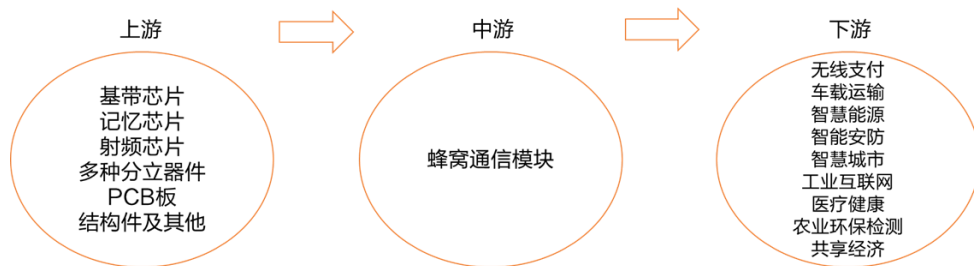 上游
中游
下游
基带芯片
记忆芯片
射频芯片
多种分立器件
PCB板
结构件及其他
蜂窝通信模块
无线支付
车载运输
智慧能源
智能安防
智慧城市
工业互联网
医疗健康
农业环保检测
共享经济